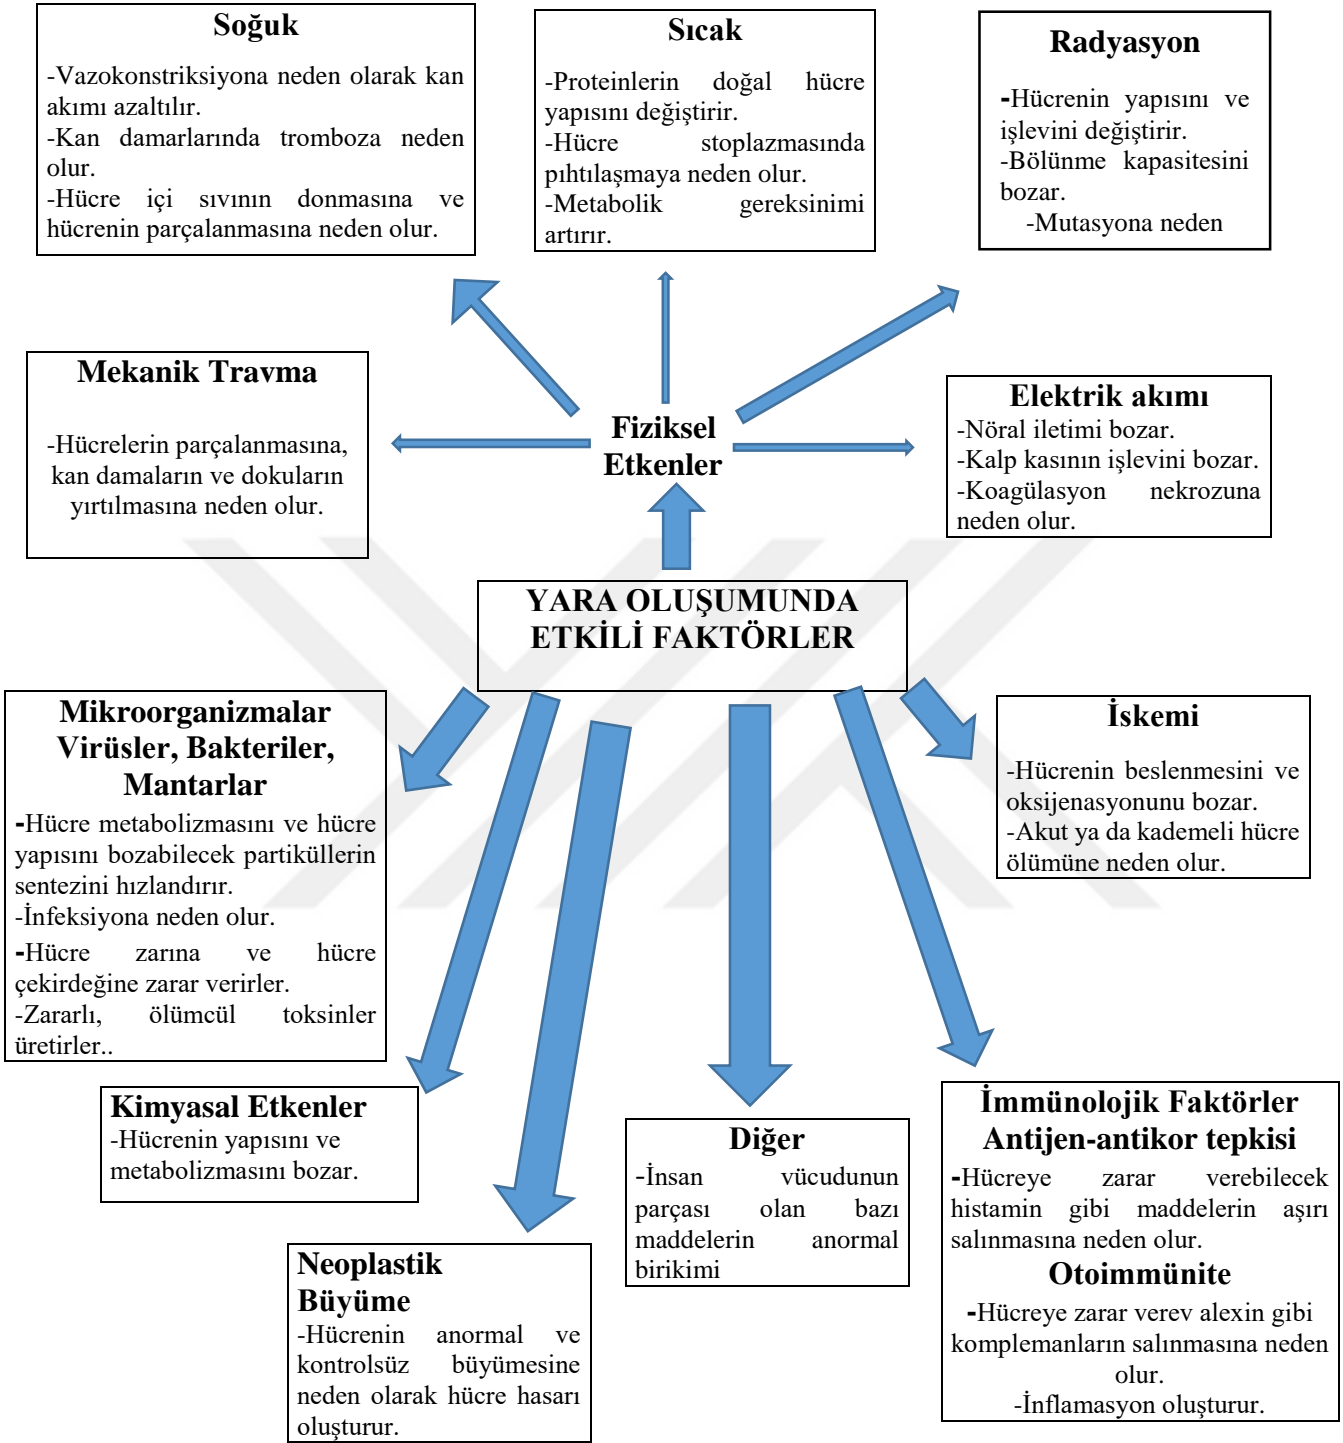 Soğuk
-Vazokonstriksiyona neden olarak kan
akımı azaltılır.
-Kan damarlarında tromboza neden
olur.
-Hücre içi sıvının donmasına ve
hücrenin parçalanmasına neden olur.
Sıcak
-Proteinlerin doğal hücre
yapısını değiştirir.
-Hücre stoplazmasında
pıhtılaşmaya neden olur.
-Metabolik gereksinimi
artırır.
Radyasyon
-Hücrenin yapısını ve
işlevini değiştirir.
-Bölünme kapasitesini
bozar.
-Mutasyona neden
Mekanik Travma
-Hücrelerin parçalanmasına,
kan damaların ve dokuların
yırtılmasına neden olur.
Fiziksel
Etkenler
Elektrik akımı
-Nöral iletimi bozar.
-Kalp kasının işlevini bozar.
-Koagülasyon nekrozuna
neden olur.
YARA OLUŞUMUNDA
ETKİLİ FAKTÖRLER
Mikroorganizmalar
Virüsler, Bakteriler,
Mantarlar
-Hücre metabolizmasını ve hücre
yapısını bozabilecek partiküllerin
sentezini hızlandırır.
-İnfeksiyona neden olur.
-Hücre zarına ve hücre
çekirdeğine zarar verirler.
-Zararlı, ölümcül toksinler
üretirler..
İskemi
-Hücrenin beslenmesini ve
oksijenasyonunu bozar.
-Akut ya da kademeli hücre
ölümüne neden olur.
Kimyasal Etkenler
-Hücrenin yapısını ve
metabolizmasını bozar.
Neoplastik
Büyüme
-Hücrenin anormal ve
kontrolsüz büyümesine
neden olarak hücre hasarı
oluşturur.
Diğer
-İnsan vücudunun
parçası olan bazı
maddelerin anormal
birikimi
İmmünolojik Faktörler
Antijen-antikor tepkisi
-Hücreye zarar verebilecek
histamin gibi maddelerin aşırı
salınmasına neden olur.
Otoimmünite
-Hücreye zarar verev alexin gibi
komplemanların salınmasına neden
olur.
-İnflamasyon oluşturur.